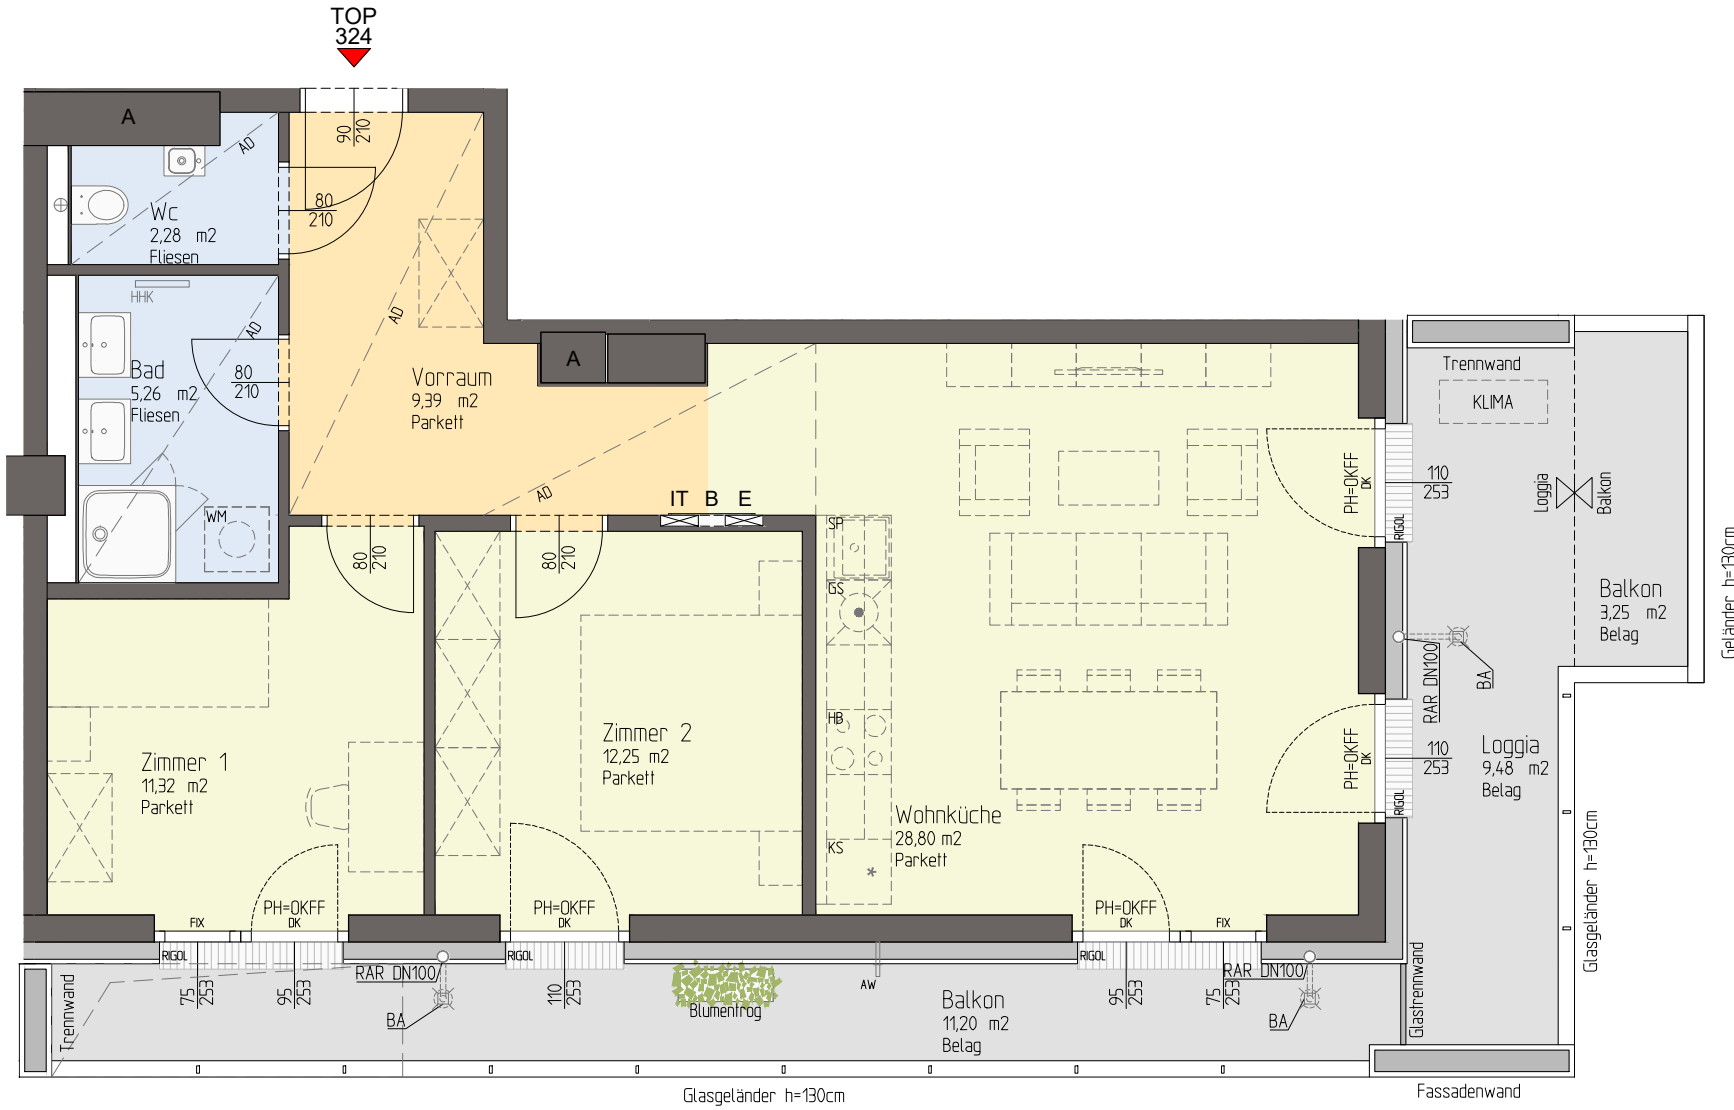 TOP
324
A
90
210
AD
Wc
2,28 m2
Fliesen
80
210
HHK
AD
Bad
5,26 m2
Fliesen
80
210
WM
AD
Vorraum
9,39 m2
Parkett
A
AD
IT B E
80
210
80
210
Zimmer 1
11,32 m2
Parkett
Zimmer 2
12,25 m2
Parkett
SP
GS
HB
KS
*
Wohnküche
28,80 m2
Parkett
PH=OKFF
DK
110
253
RIGOL
PH=OKFF
DK
110
253
RIGOL
Trennwand
KLIMA
Loggia
Balkon
Balkon
3,25 m2
Belag
Geländer h=130cm
RAR DN100
BA
Loggia
9,48 m2
Belag
Glasgeländer h=130cm
FIX
PH=OKFF
DK
PH=OKFF
DK
PH=OKFF
DK
FIX
RIGOL
RIGOL
RIGOL
Trennwand
75
253
95
253
RAR DN100
BA
110
253
Blumentrog
AW
Balkon
11,20 m2
Belag
95
253
75
253
RAR DN100
BA
Glastrennwand
Glasgeländer h=130cm
Fassadenwand